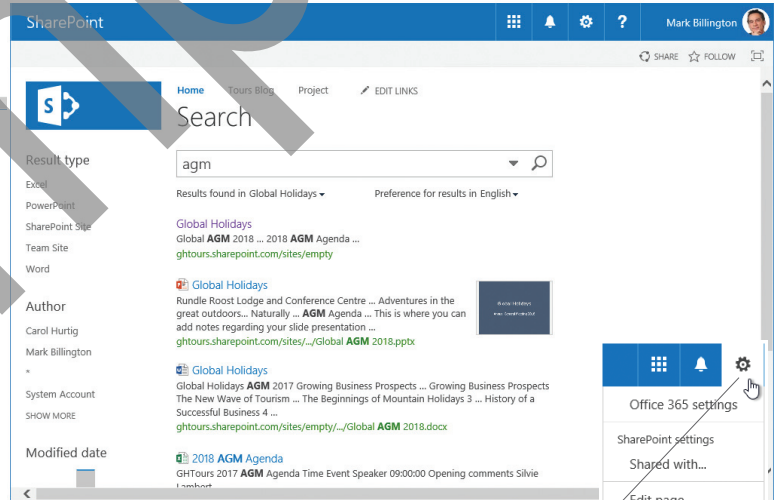 SharePoint
?
Mark Billington
SHARE
FOLLOW
S
Home
Tours Blog
Project
EDIT LINKS
Search
agm
Results found in Global Holidays
Preference for results in English
Result type
Excel
PowerPoint
SharePoint Site
Team Site
Word
Author
Carol Hurtig
Mark Billington
*
System Account
SHOW MORE
Modified date
Global Holidays
Global AGM 2018 ... 2018 AGM Agenda ...
ghtours.sharepoint.com/sites/empty
Global Holidays
Rundle Roost Lodge and Conference Centre ... Adventures in the
great outdoors... Naturally ... AGM Agenda ... This is where you can
add notes regarding your slide presentation ...
ghtours.sharepoint.com/sites/.../Global AGM 2018.pptx
Global Holidays
Global Holidays
Global Holidays AGM 2017 Growing Business Prospects ... Growing Business Prospects
The New Wave of Tourism ... The Beginnings of Mountain Holidays 3 ... History of a
Successful Business 4 ...
ghtours.sharepoint.com/sites/empty/.../Global AGM 2018.docx
2018 AGM Agenda
GHTours 2017 AGM Agenda Time Event Speaker 09:00:00 Opening comments Silvie
Lambert
Office 365 settings
SharePoint settings
Shared with...
Edit page